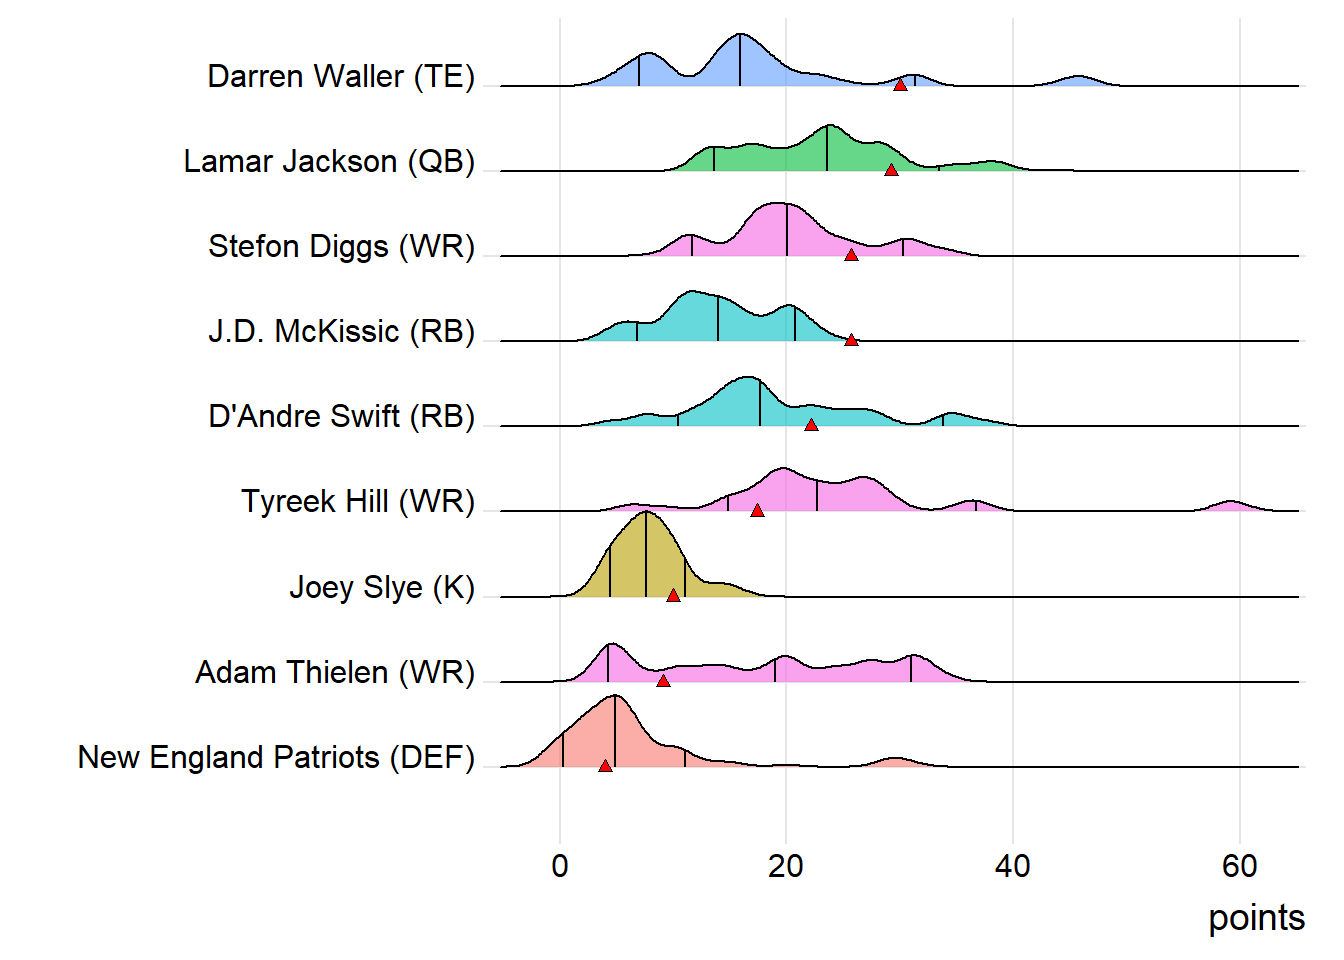 Darren Waller (TE)
Lamar Jackson (QB)
Stefon Diggs (WR)
J.D. McKissic (RB)
D'Andre Swift (RB)
Tyreek Hill (WR)
Joey Slye (K)
Adam Thielen (WR)
New England Patriots (DEF)
0 20 40 60
points